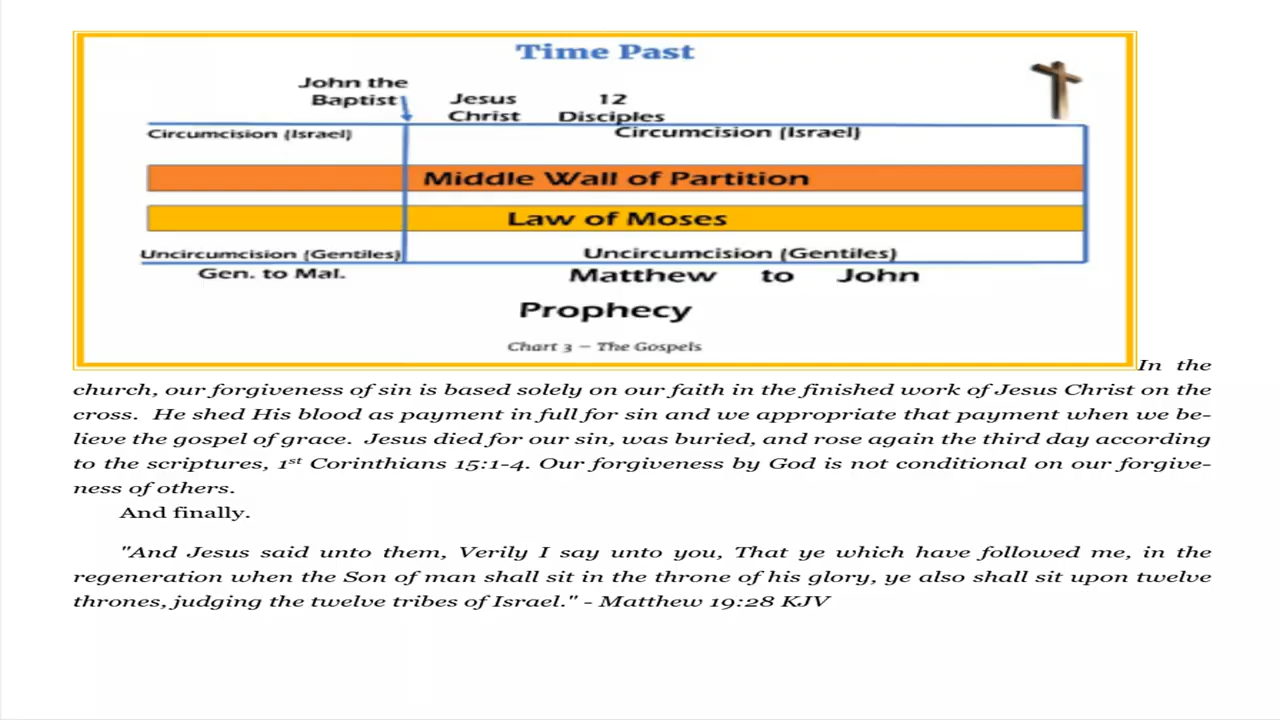 Time Past
John the
Baptist
Jesus
Christ
12
Disciples
Circumcision (Israel)
Circumcision (Israel)
Middle Wall of Partition
Law of Moses
Uncircumcision (Gentiles)
Uncircumcision (Gentiles)
Gen. to Mal.
Matthew to John
Prophecy
Chart 3 – The Gospels
In the
church, our forgiveness of sin is based solely on our faith in the finished work of Jesus Christ on the
cross. He shed His blood as payment in full for sin and we appropriate that payment when we be-
lieve the gospel of grace. Jesus died for our sin, was buried, and rose again the third day according
to the scriptures, 1st Corinthians 15:1-4. Our forgiveness by God is not conditional on our forgive-
ness of others.
And finally.
"And Jesus said unto them, Verily I say unto you, That ye which have followed me, in the
regeneration when the Son of man shall sit in the throne of his glory, ye also shall sit upon twelve
thrones, judging the twelve tribes of Israel." - Matthew 19:28 KJV